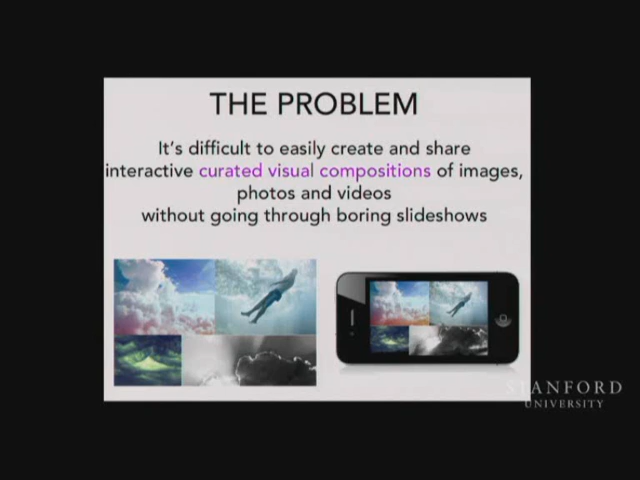 THE PROBLEM
It's difficult to easily create and share
interactive curated visual compositions of images,
photos and videos
without going through boring slideshows
STANFORD
UNIVERSITY